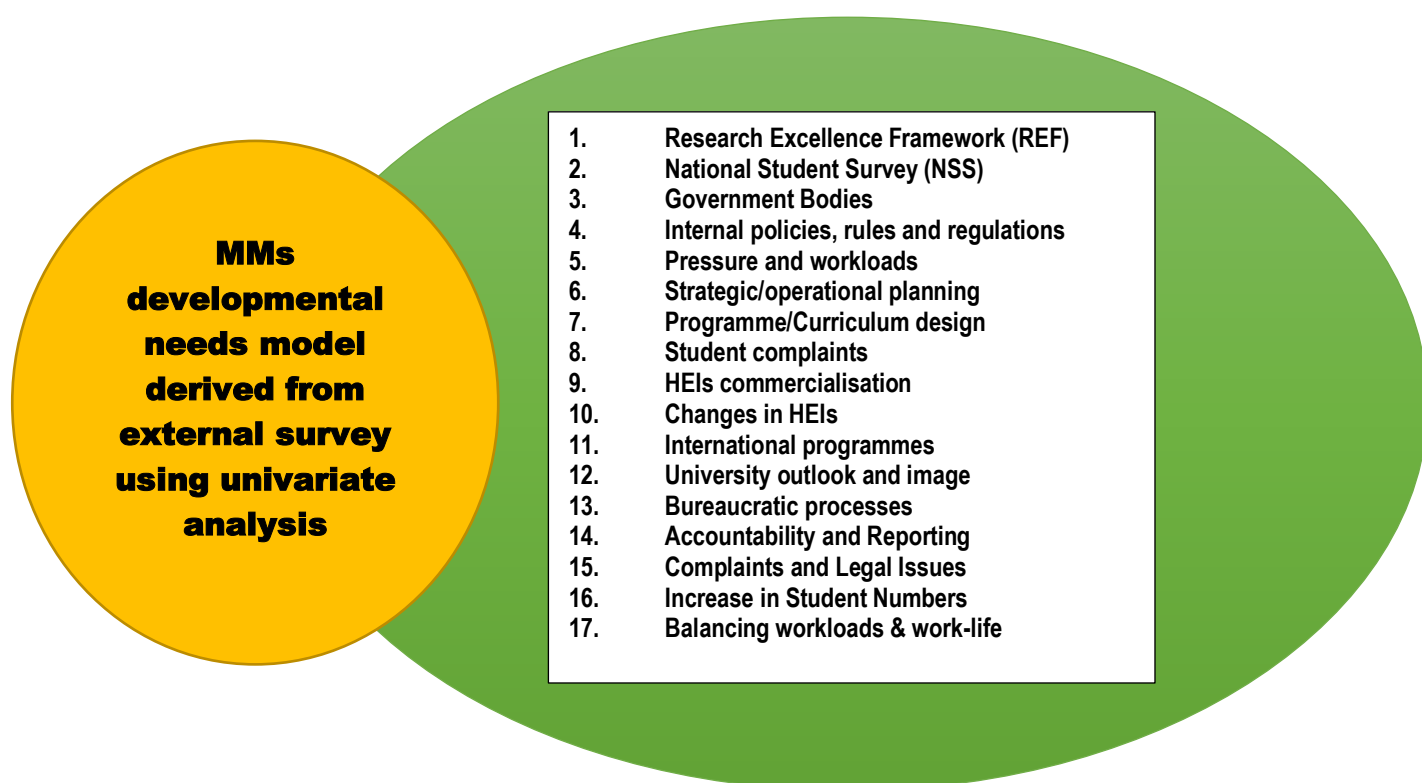 MMs
developmental
needs model
derived from
external survey
using univariate
analysis
1. Research Excellence Framework (REF)
2. National Student Survey (NSS)
3. Government Bodies
4. Internal policies, rules and regulations
5. Pressure and workloads
6. Strategic/operational planning
7. Programme/Curriculum design
8. Student complaints
9. HEIs commercialisation
10. Changes in HEIs
11. International programmes
12. University outlook and image
13. Bureaucratic processes
14. Accountability and Reporting
15. Complaints and Legal Issues
16. Increase in Student Numbers
17. Balancing workloads & work-life